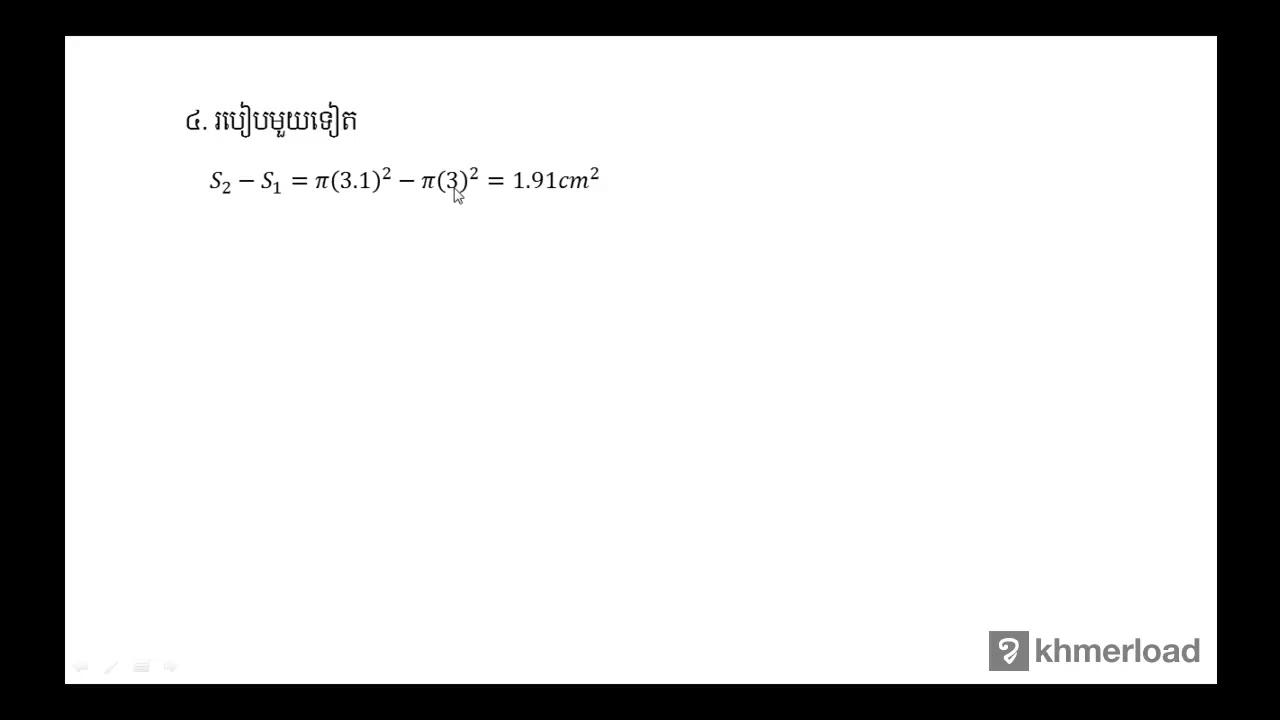 ៤. របៀបមួយទៀត
S₂ − S₁ = π(3.1)² − π(3)² = 1.91cm²
khmerload